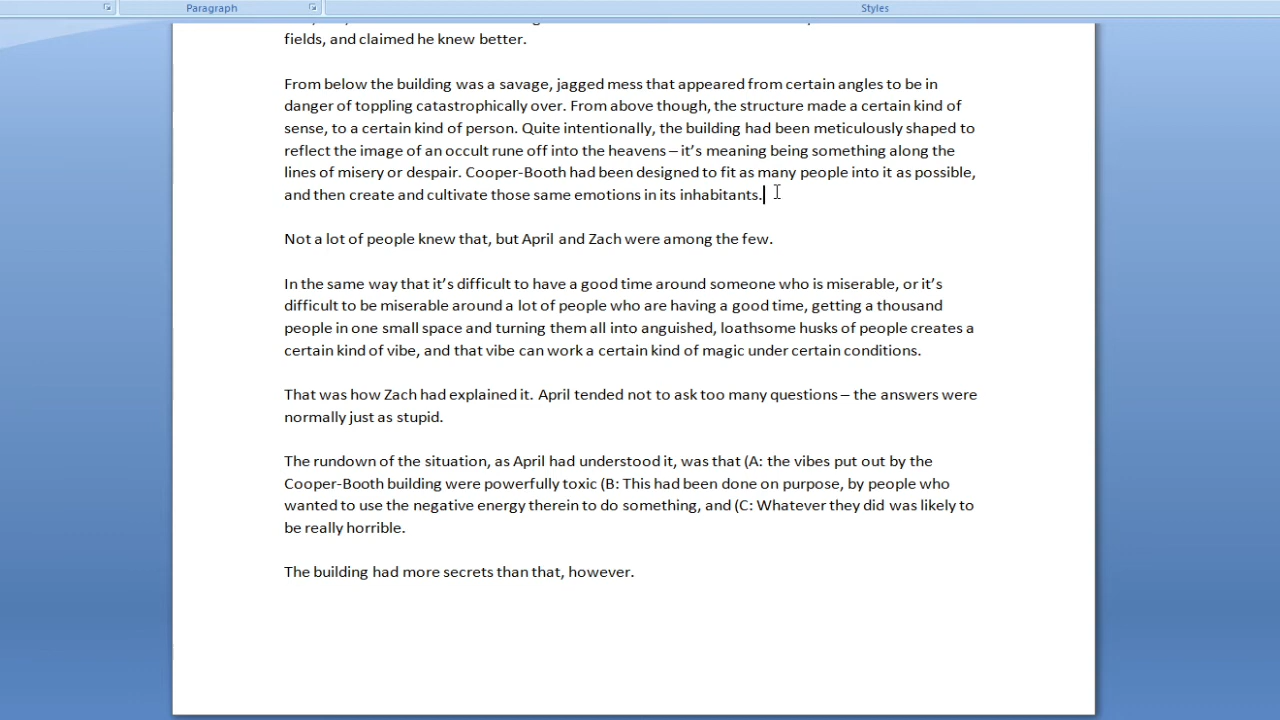 Paragraph
Styles
fields, and claimed he knew better.
From below the building was a savage, jagged mess that appeared from certain angles to be in
danger of toppling catastrophically over. From above though, the structure made a certain kind of
sense, to a certain kind of person. Quite intentionally, the building had been meticulously shaped to
reflect the image of an occult rune off into the heavens – it’s meaning being something along the
lines of misery or despair. Cooper-Booth had been designed to fit as many people into it as possible,
and then create and cultivate those same emotions in its inhabitants.
Not a lot of people knew that, but April and Zach were among the few.
In the same way that it’s difficult to have a good time around someone who is miserable, or it’s
difficult to be miserable around a lot of people who are having a good time, getting a thousand
people in one small space and turning them all into anguished, loathsome husks of people creates a
certain kind of vibe, and that vibe can work a certain kind of magic under certain conditions.
That was how Zach had explained it. April tended not to ask too many questions – the answers were
normally just as stupid.
The rundown of the situation, as April had understood it, was that (A: the vibes put out by the
Cooper-Booth building were powerfully toxic (B: This had been done on purpose, by people who
wanted to use the negative energy therein to do something, and (C: Whatever they did was likely to
be really horrible.
The building had more secrets than that, however.